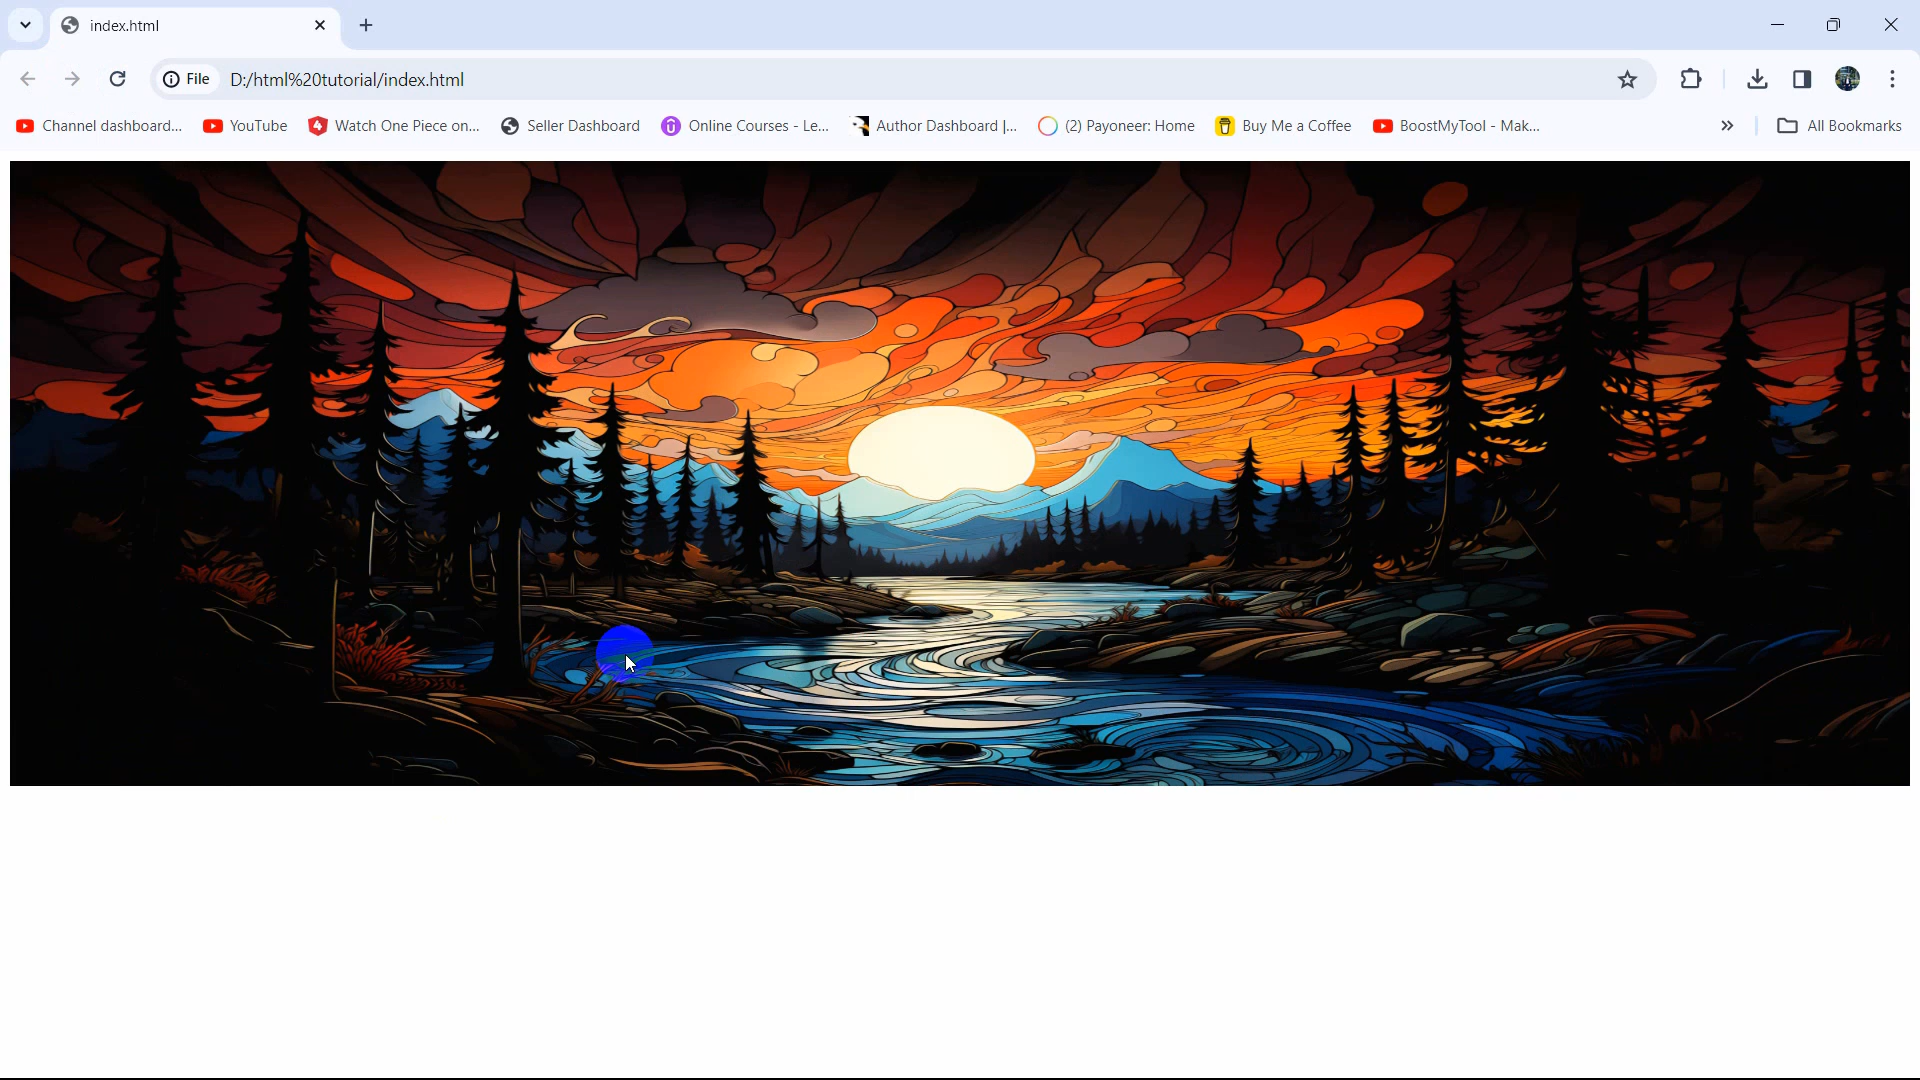 index.html
File D:/html%20tutorial/index.html
Channel dashboard... YouTube Watch One Piece on... Seller Dashboard Online Courses - Le... Author Dashboard |... (2) Payoneer: Home Buy Me a Coffee BoostMyTool - Mak... All Bookmarks